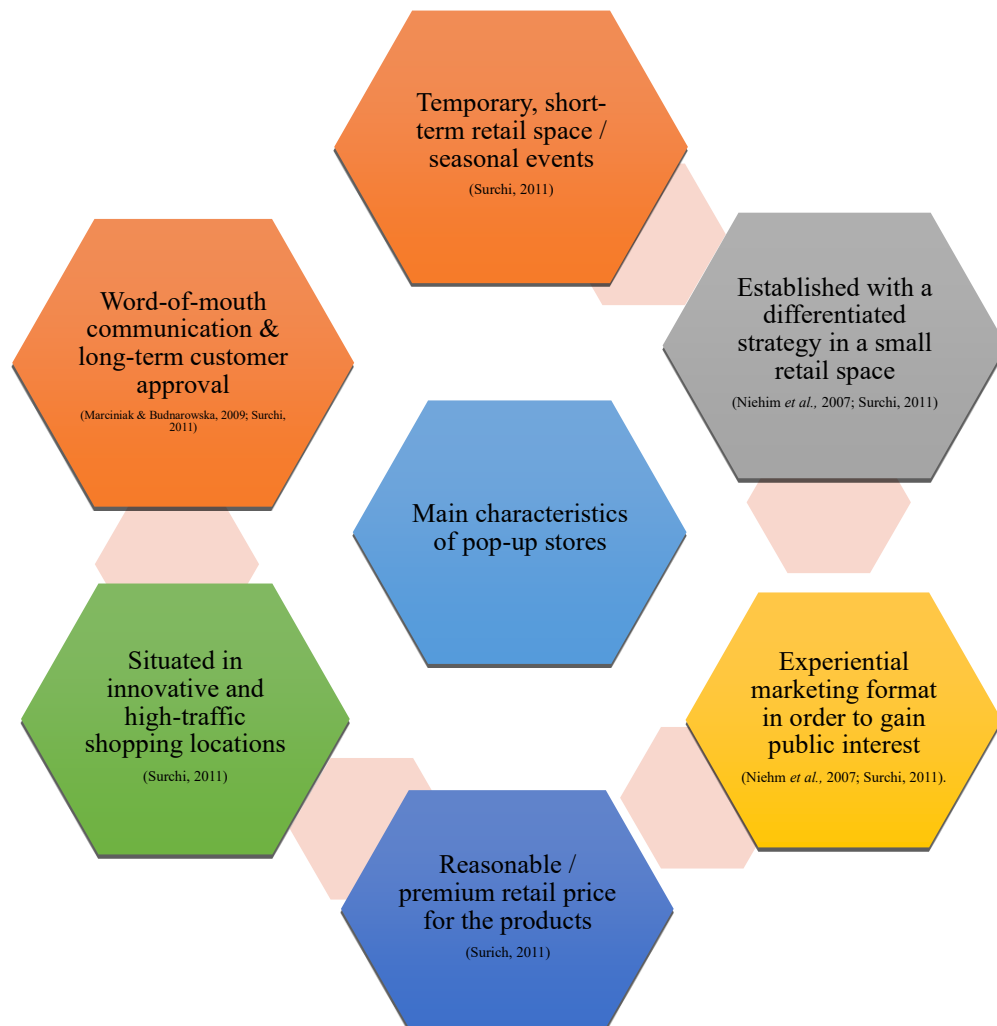 Temporary, short-
term retail space /
seasonal events
(Surchi, 2011)
Established with a
differentiated
strategy in a small
retail space
(Niehim et al., 2007; Surchi, 2011)
Experiential
marketing format
in order to gain
public interest
(Niehm et al., 2007; Surchi, 2011).
Reasonable /
premium retail price
for the products
(Surich, 2011)
Situated in
innovative and
high-traffic
shopping locations
(Surchi, 2011)
Word-of-mouth
communication &
long-term customer
approval
(Marciniak & Budnarowska, 2009; Surchi,
2011)
Main characteristics
of pop-up stores